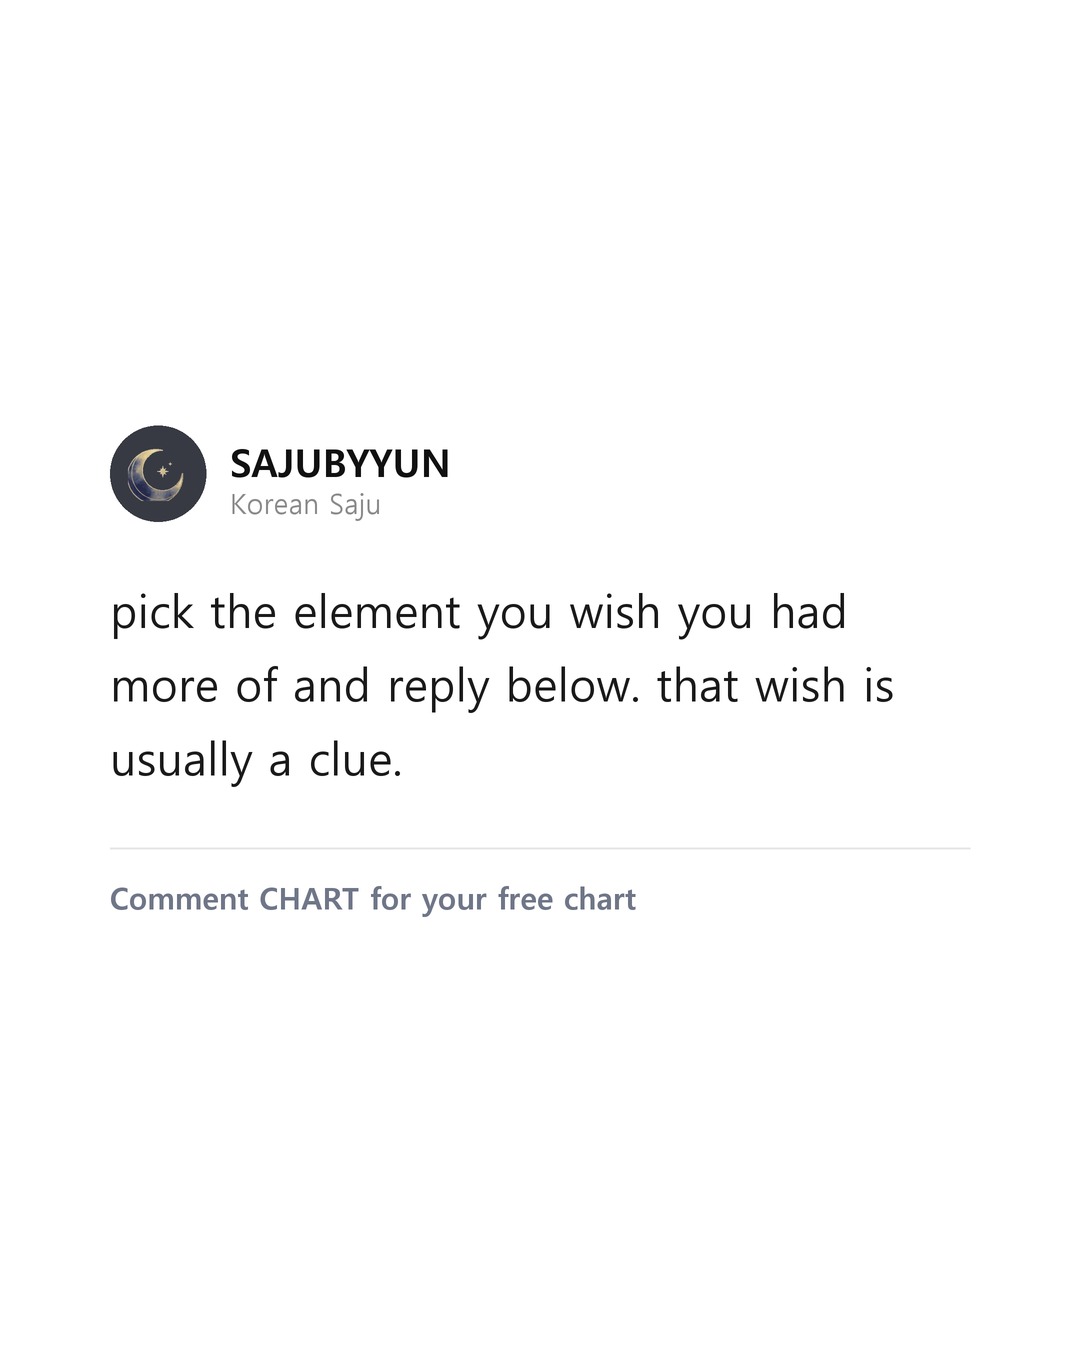 SAJUBYYUN
Korean Saju
pick the element you wish you had
more of and reply below. that wish is
usually a clue.
Comment CHART for your free chart